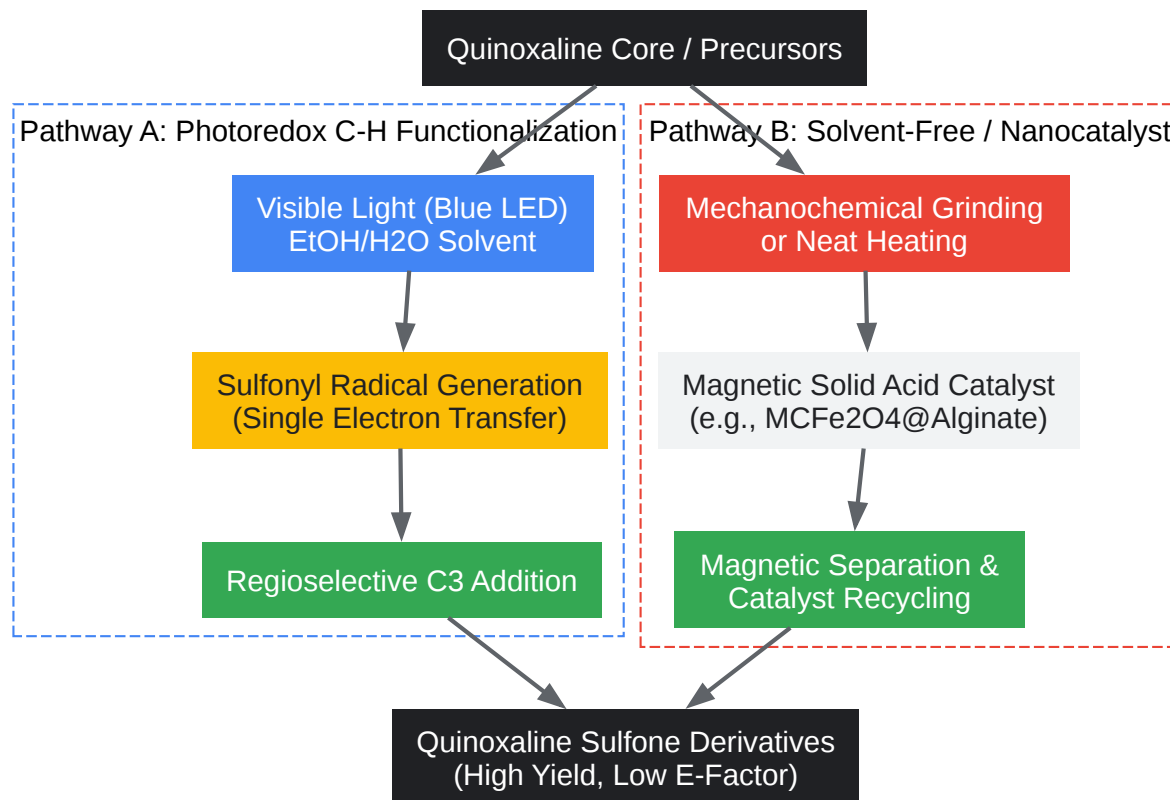 Quinoxaline Core / Precursors
Pathway A: Photoredox C-H Functionalization
Visible Light (Blue LED)
EtOH/H2O Solvent
Sulfonyl Radical Generation
(Single Electron Transfer)
Regioselective C3 Addition
Pathway B: Solvent-Free / Nanocatalyst
Mechanochemical Grinding
or Neat Heating
Magnetic Solid Acid Catalyst
(e.g., MCFe2O4@Alginate)
Magnetic Separation &
Catalyst Recycling
Quinoxaline Sulfone Derivatives
(High Yield, Low E-Factor)